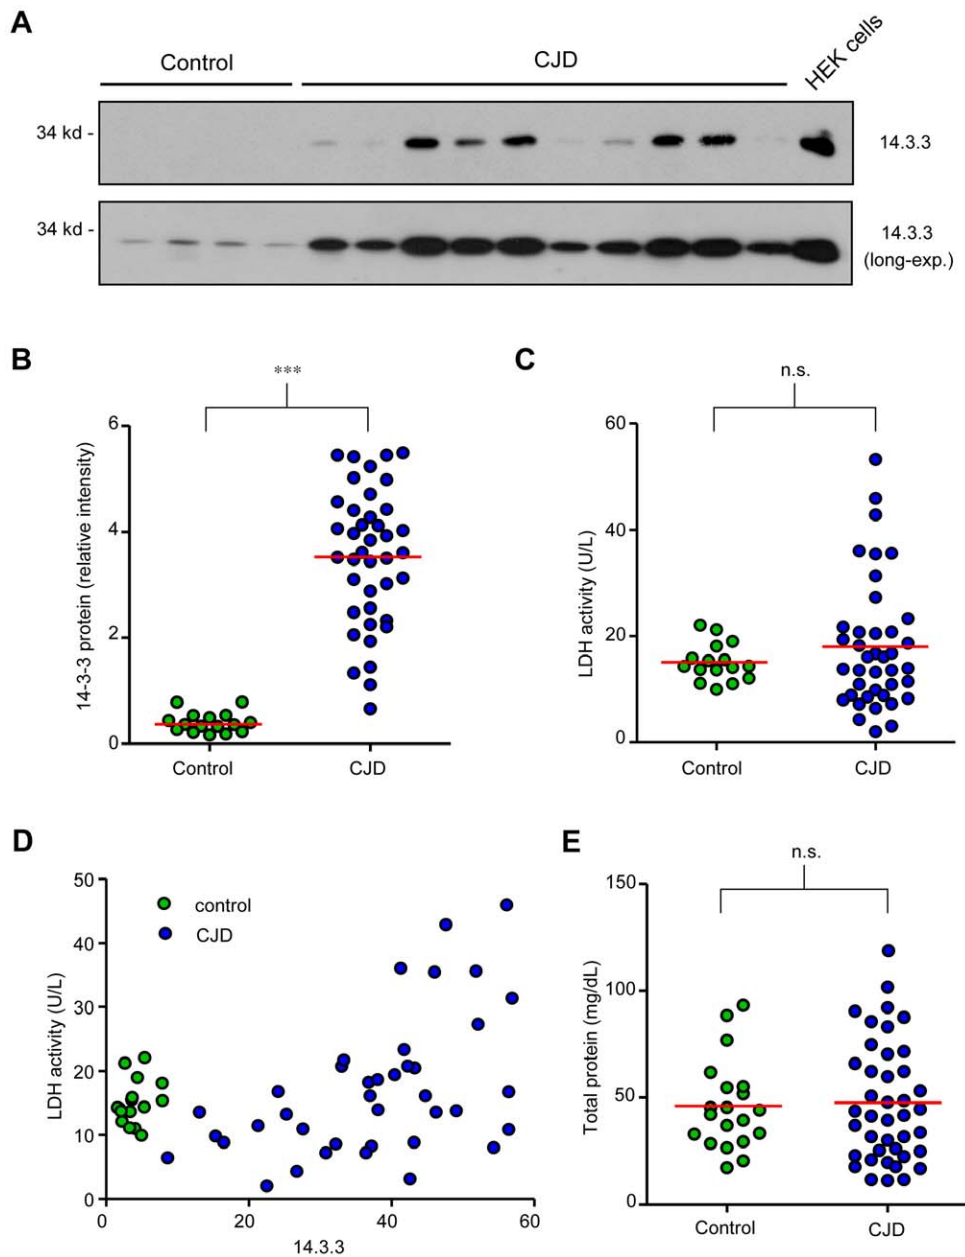 A
Control
CJD
HEK cells
34 kd -
14.3.3
34 kd -
14.3.3
(long-exp.)
B
***
14-3-3 protein (relative intensity)
6
4
2
0
Control
CJD
C
n.s.
LDH activity (U/L)
60
40
20
0
Control
CJD
D
LDH activity (U/L)
50
40
30
20
10
0
control
CJD
0
20
40
60
14.3.3
E
n.s.
Total protein (mg/dL)
150
100
50
0
Control
CJD